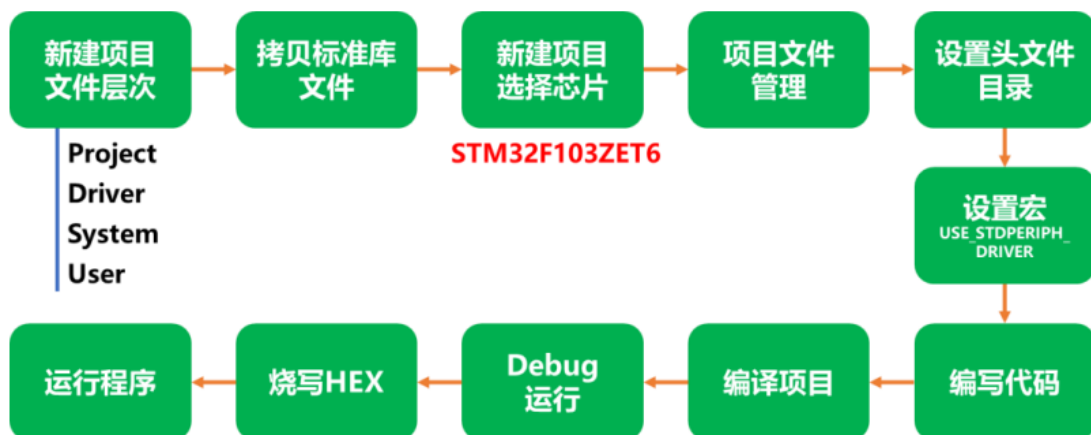 新建项目
文件层次
拷贝标准库
文件
新建项目
选择芯片
项目文件
管理
设置头文件
目录
Project
Driver
System
User
STM32F103ZET6
设置宏
USE_STDPERIPH_
DRIVER
运行程序
烧写HEX
Debug
运行
编译项目
编写代码